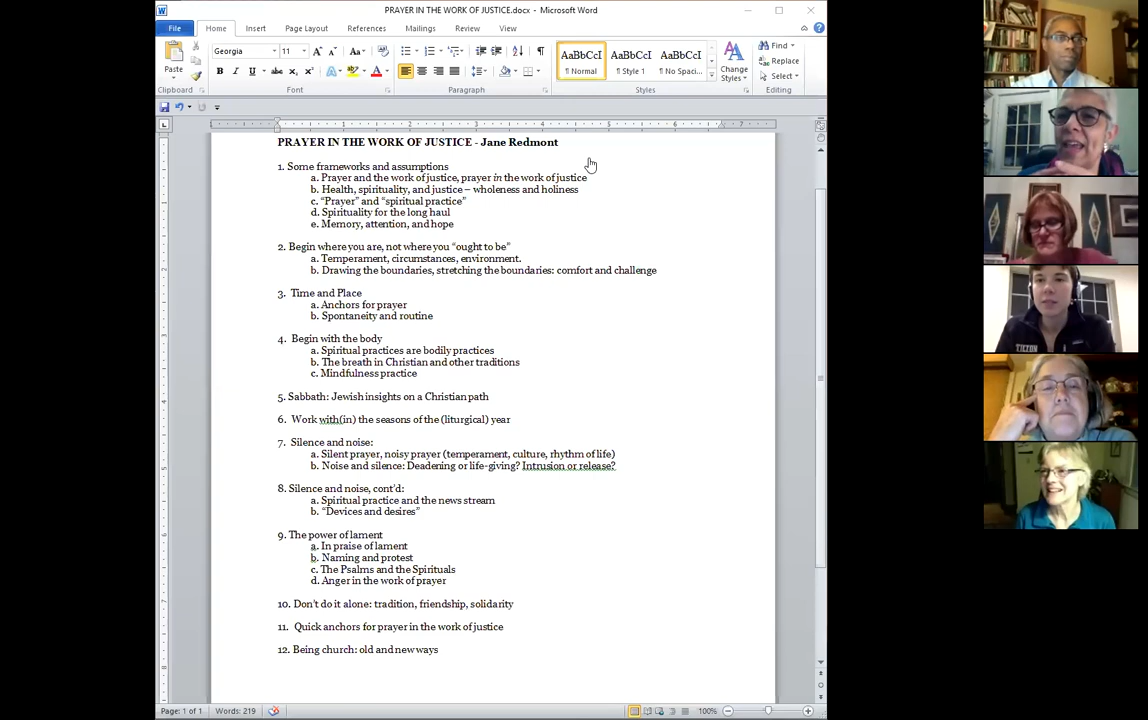 PRAYER IN THE WORK OF JUSTICE.docx - Microsoft Word
File Home Insert Page Layout References Mailings Review View
Georgia 11
Paste
Clipboard Font Paragraph Styles Editing
AaBbCcI AaBbCcI AaBbCcI
¶ Normal ¶ Style 1 ¶ No Spaci...
Change Styles
Find
Replace
Select
PRAYER IN THE WORK OF JUSTICE - Jane Redmont
1. Some frameworks and assumptions
a. Prayer and the work of justice, prayer in the work of justice
b. Health, spirituality, and justice – wholeness and holiness
c. “Prayer” and “spiritual practice”
d. Spirituality for the long haul
e. Memory, attention, and hope
2. Begin where you are, not where you “ought to be”
a. Temperament, circumstances, environment.
b. Drawing the boundaries, stretching the boundaries: comfort and challenge
3. Time and Place
a. Anchors for prayer
b. Spontaneity and routine
4. Begin with the body
a. Spiritual practices are bodily practices
b. The breath in Christian and other traditions
c. Mindfulness practice
5. Sabbath: Jewish insights on a Christian path
6. Work with(in) the seasons of the (liturgical) year
7. Silence and noise:
a. Silent prayer, noisy prayer (temperament, culture, rhythm of life)
b. Noise and silence: Deadening or life-giving? Intrusion or release?
8. Silence and noise, cont’d:
a. Spiritual practice and the news stream
b. “Devices and desires”
9. The power of lament
a. In praise of lament
b. Naming and protest
c. The Psalms and the Spirituals
d. Anger in the work of prayer
10. Don’t do it alone: tradition, friendship, solidarity
11. Quick anchors for prayer in the work of justice
12. Being church: old and new ways
Page: 1 of 1 Words: 219 100%
TILTON